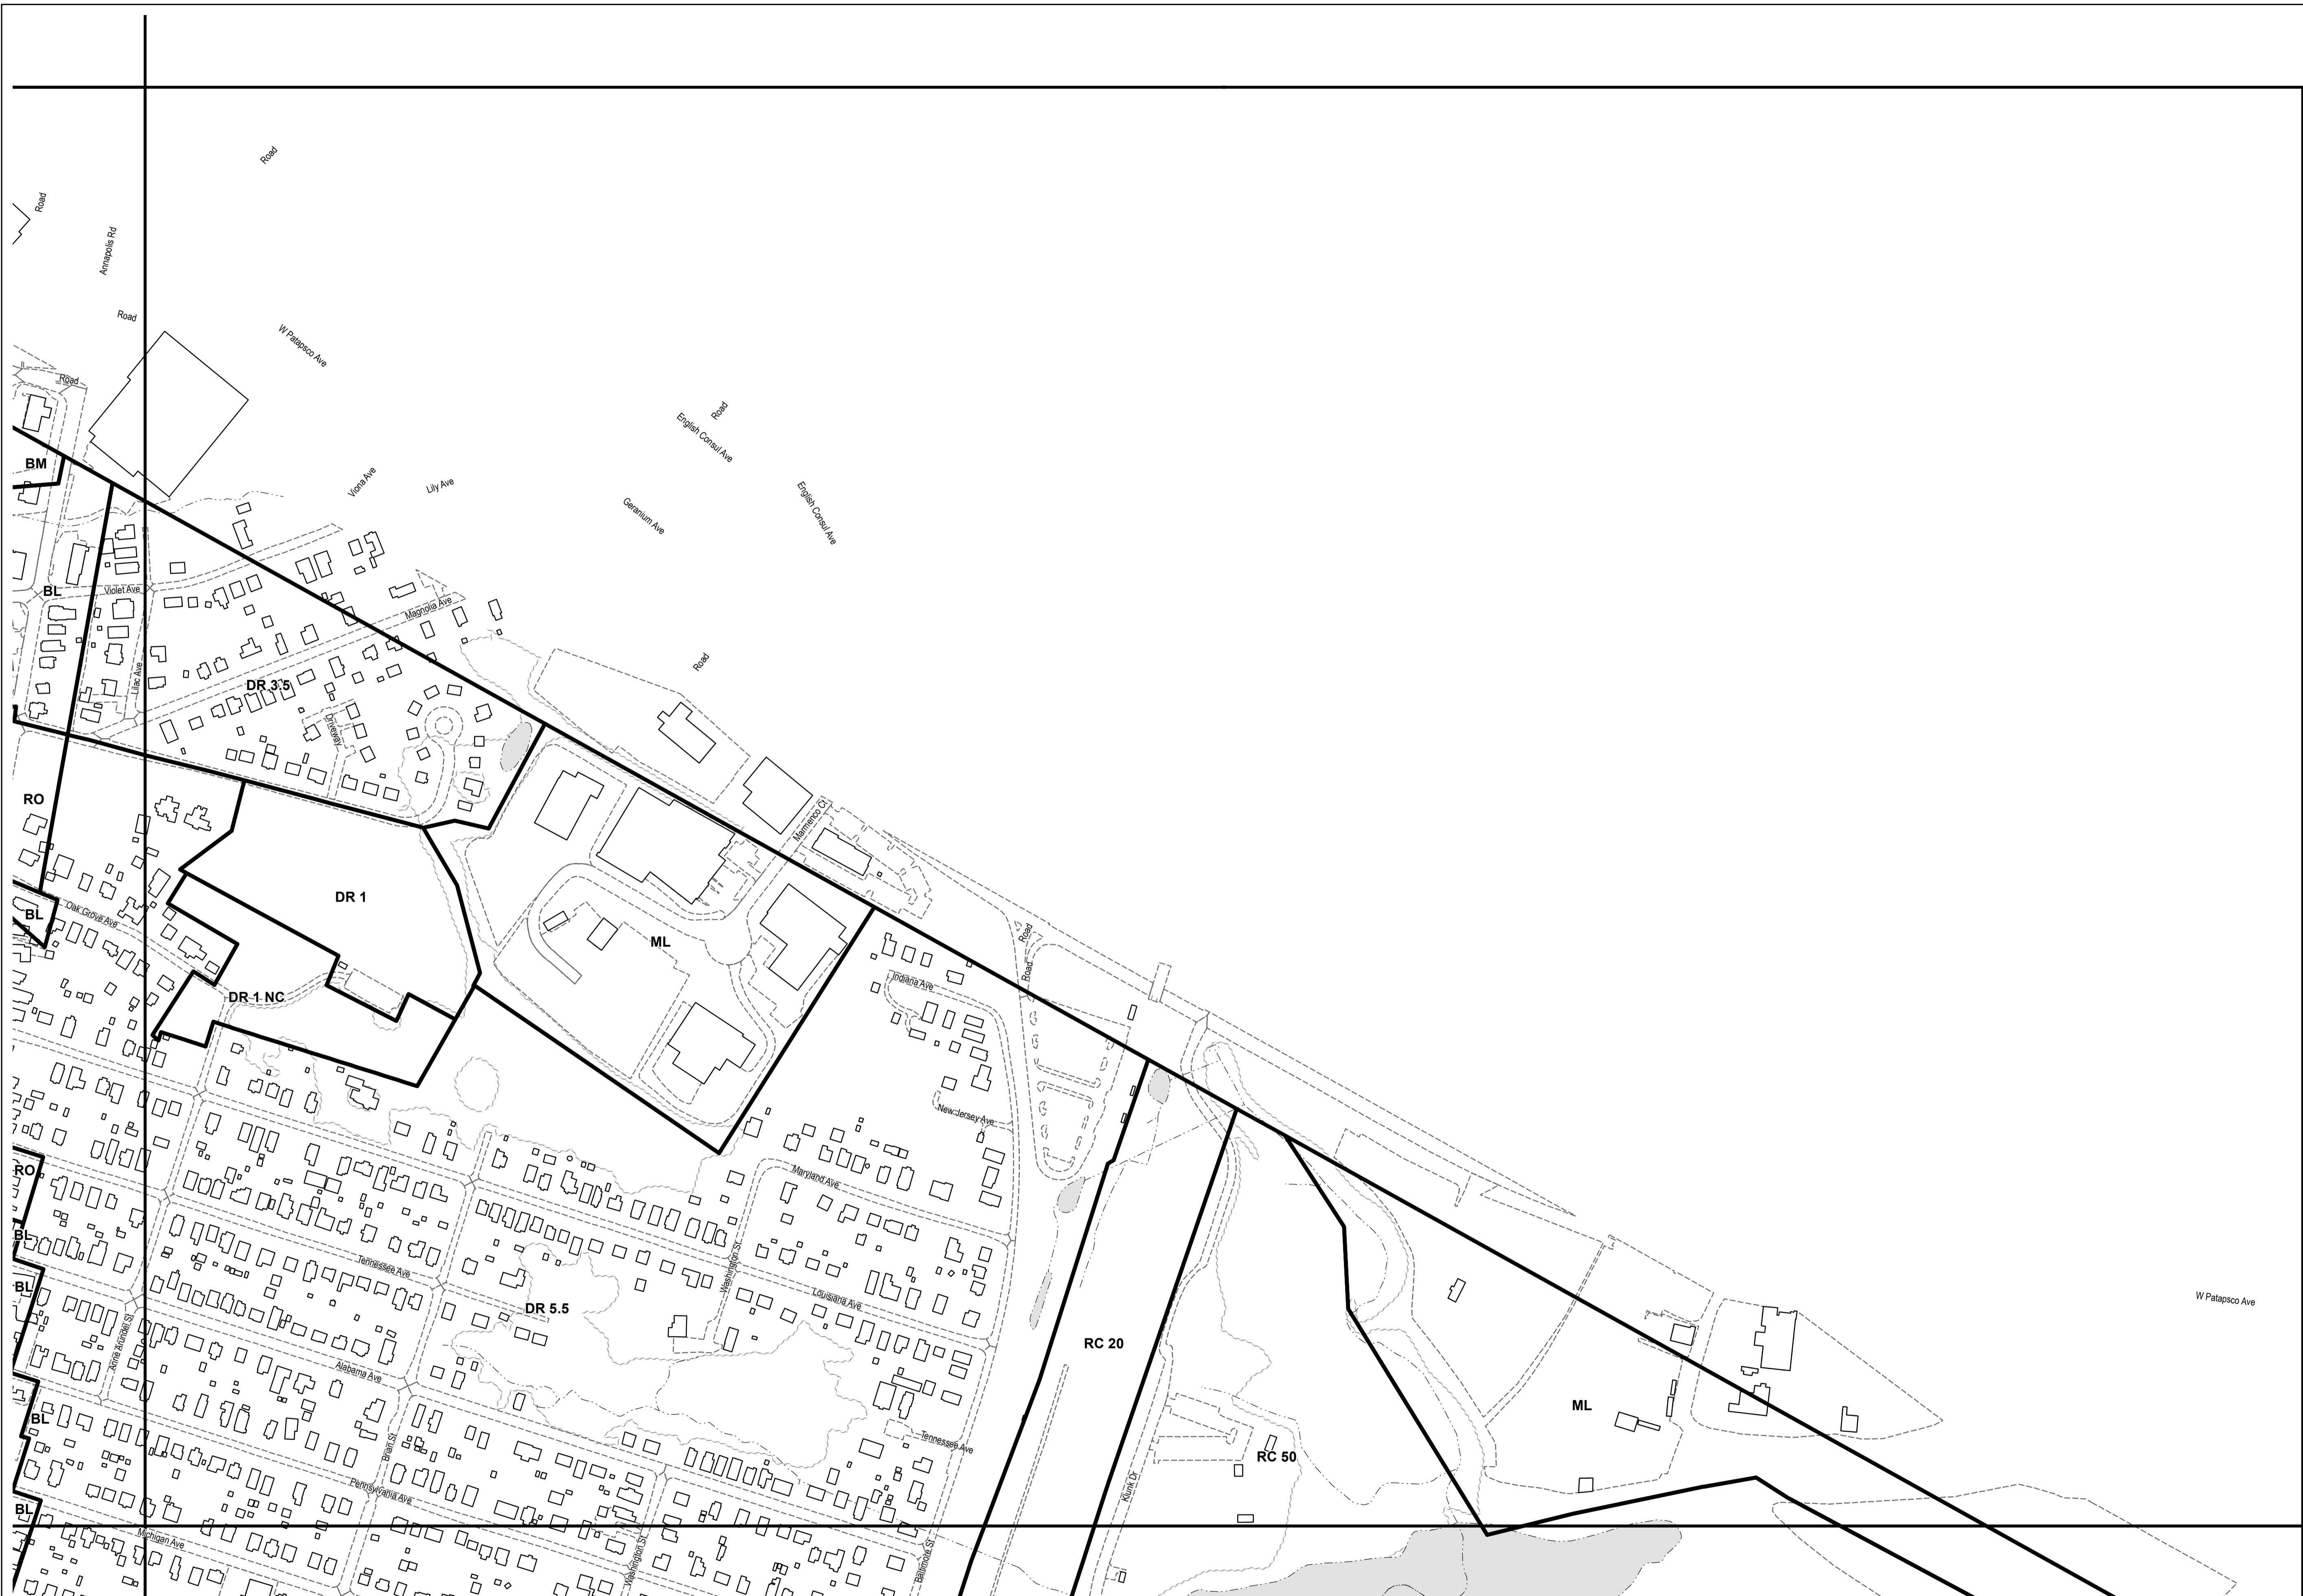 Road
Road
Annapolis Rd
Road
W Patapsco Ave
Road
Road
English Consul Ave
BM
Viona Ave
Lily Ave
Geranium Ave
English Consul Ave
BL
Violet Ave
Magnolia Ave
Lilac Ave
DR 3.5
Road
Driveway
RO
Marmenco Ct
DR 1
BL
Oak Grove Ave
ML
Road
Road
Indiana Ave
DR 1 NC
New Jersey Ave
RO
Maryland Ave
BL
Tennessee Ave
Washington St
BL
Louisiana Ave
W Patapsco Ave
DR 5.5
Anne Arundel St
RC 20
Alabama Ave
BL
ML
Brian St
Tennessee Ave
RC 50
Pennsylvania Ave
Klunk Dr
BL
Michigan Ave
Washington St
Baltimore St